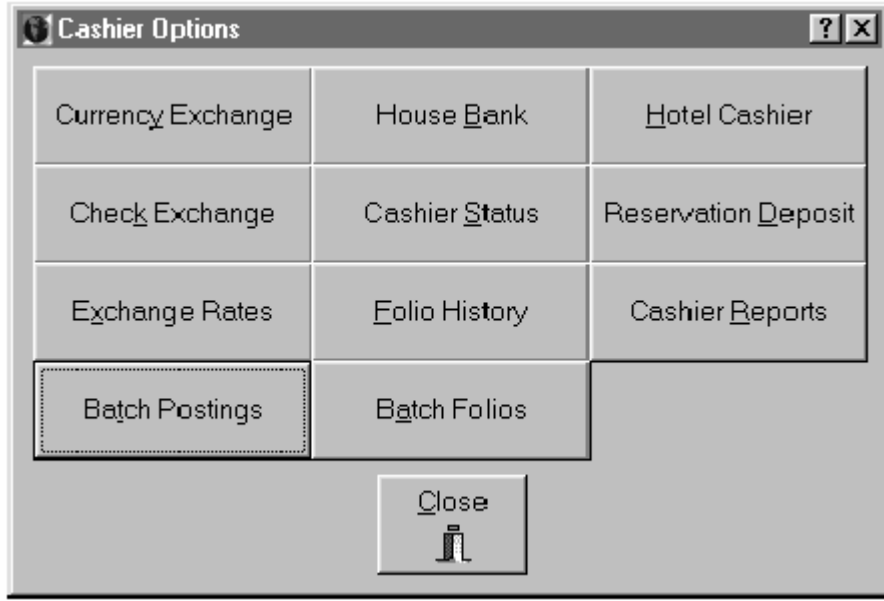 Cashier Options
Currency Exchange
House Bank
Hotel Cashier
Check Exchange
Cashier Status
Reservation Deposit
Exchange Rates
Folio History
Cashier Reports
Batch Postings
Batch Folios
Close